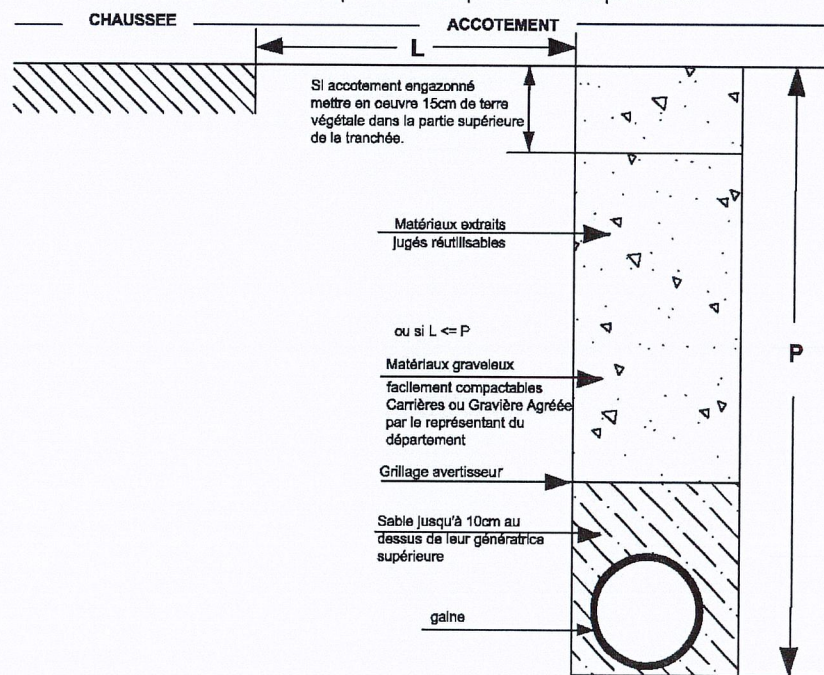 CHAUSSEE
ACCOTEMENT
L
Si accotement engazonné
mettre en oeuvre 15cm de terre
végétale dans la partie supérieure
de la tranchée.
Matériaux extraits
jugés réutilisables
ou si L <= P
P
Matériaux graveleux
facilement compactables
Carrières ou Gravière Agréée
par le représentant du
département
Grillage avertisseur
Sable jusqu'à 10cm au
dessus de leur génératrice
supérieure
gaine